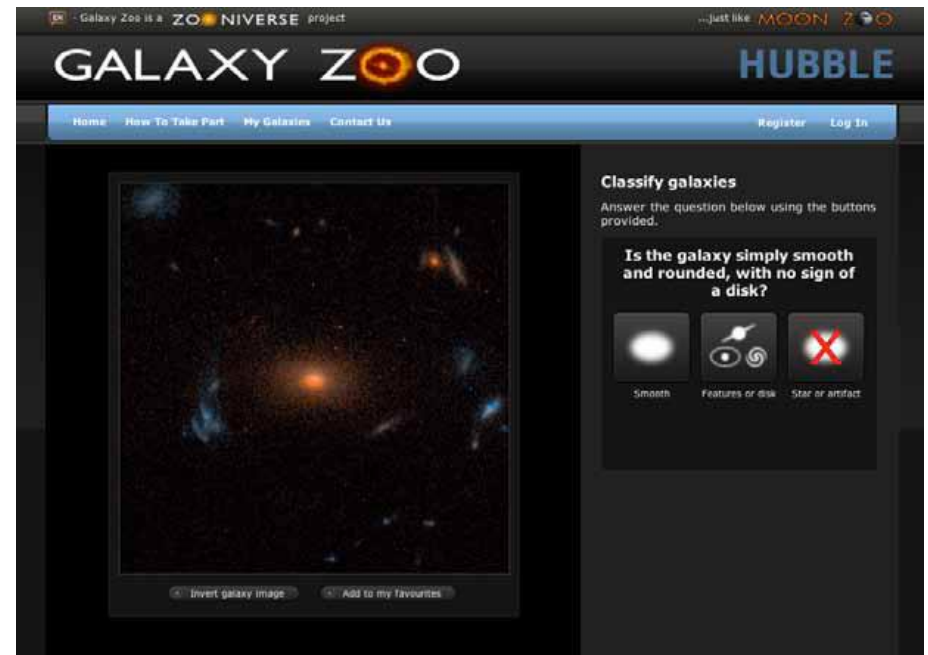 EN - Galaxy Zoo is a ZOONIVERSE project
...just like MOON ZOO
GALAXY ZOO
HUBBLE
Home How To Take Part My Galaxies Contact Us
Register Log In
Classify galaxies
Answer the question below using the buttons
provided.
Is the galaxy simply smooth
and rounded, with no sign of
a disk?
Smooth Features or disk Star or artifact
Invert galaxy image Add to my favourites